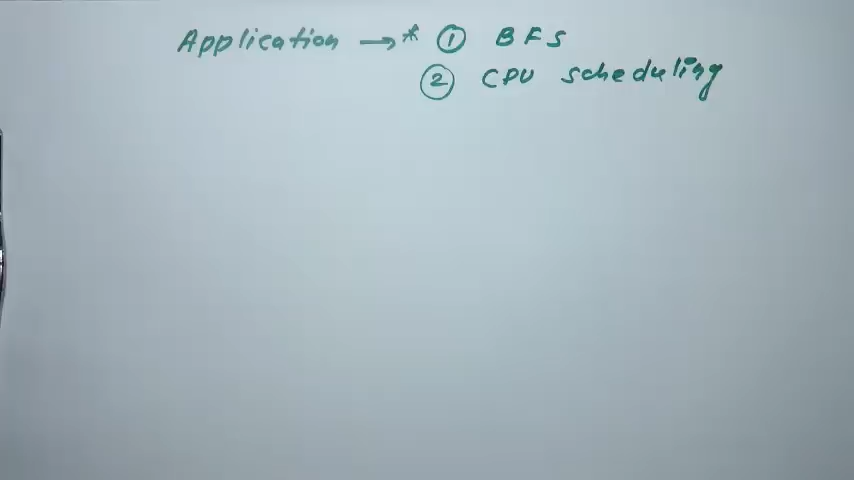 Application →* ① BFS
② CPU scheduling